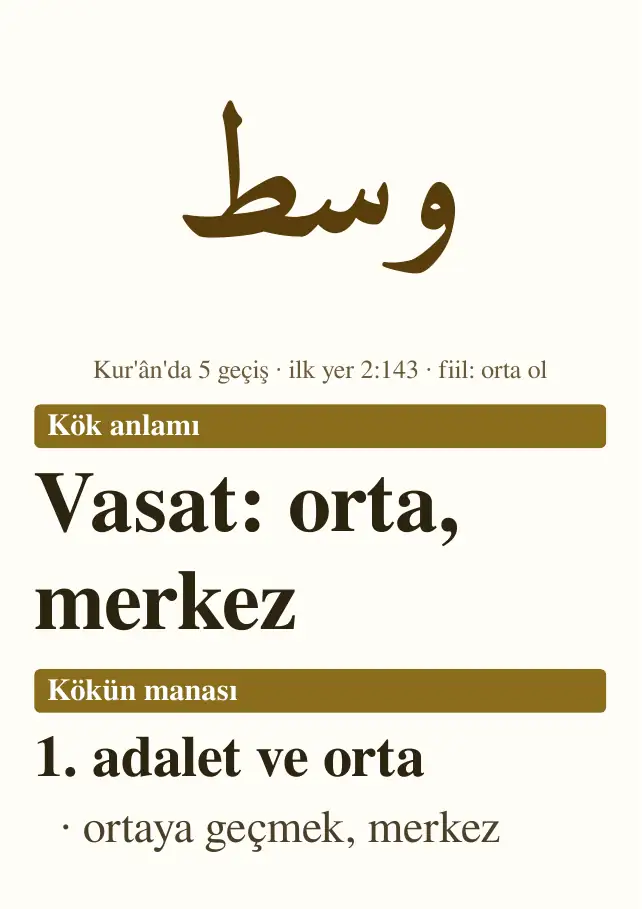 وسط
Kur'ân'da 5 geçiş · ilk yer 2:143 · fiil: orta ol
Kök anlamı
Vasat: orta,
merkez
Kökün manası
1. adalet ve orta
· ortaya geçmek, merkez